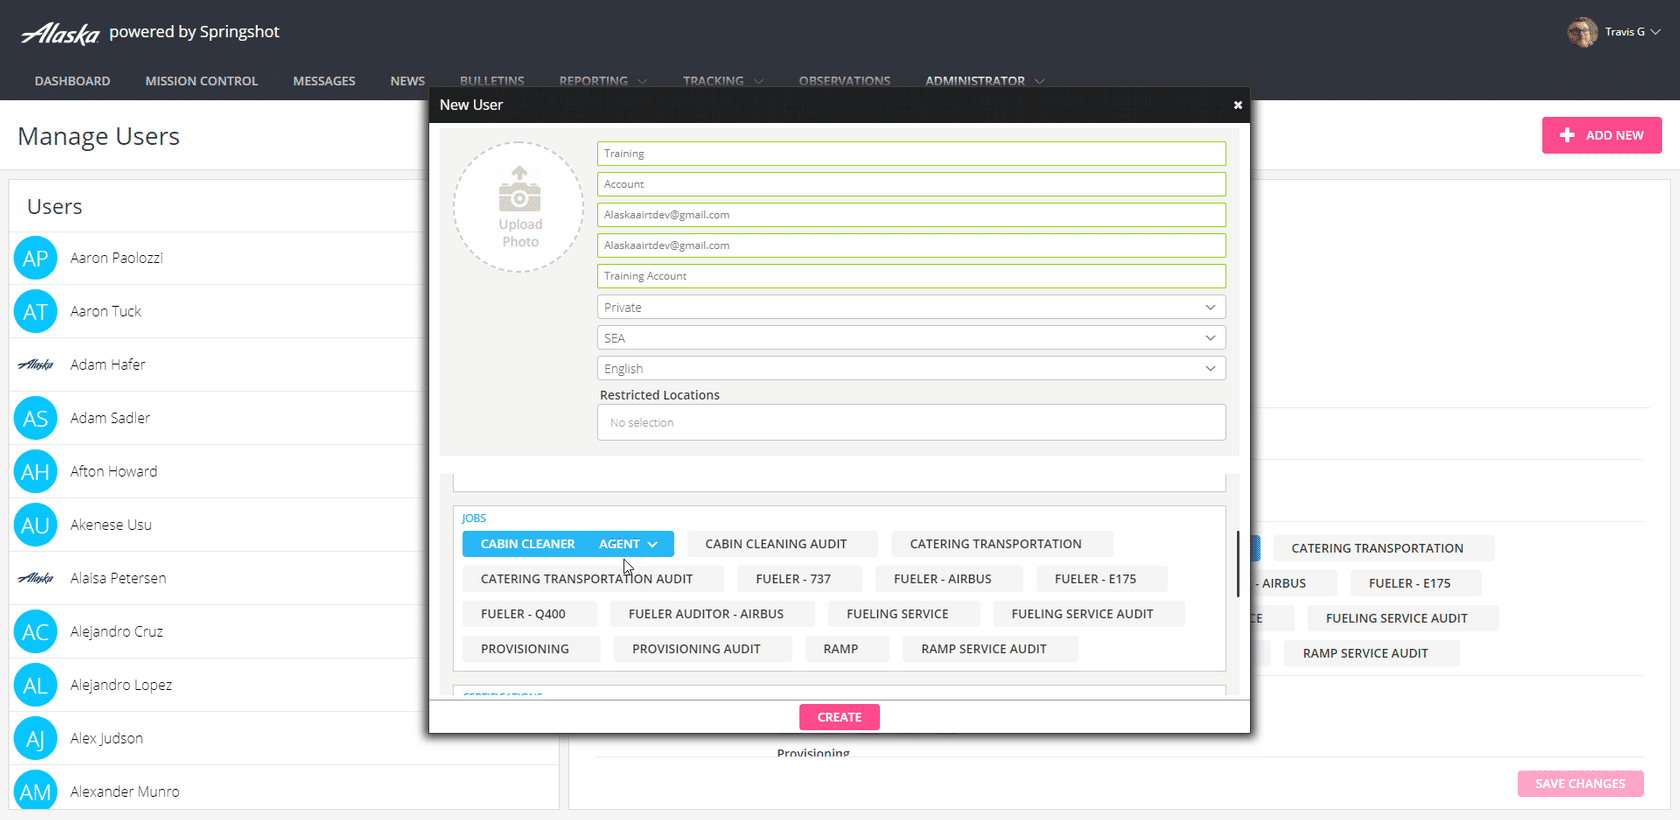 Alaska powered by Springshot
Travis G
DASHBOARD MISSION CONTROL MESSAGES NEWS BULLETINS REPORTING TRACKING OBSERVATIONS ADMINISTRATOR
New User
Manage Users
ADD NEW
Upload
Photo
Training
Account
Alaskaairtdev@gmail.com
Alaskaairtdev@gmail.com
Training Account
Private
SEA
English
Restricted Locations
No selection
Users
AP Aaron Paolozzi
AT Aaron Tuck
Alaska Adam Hafer
AS Adam Sadler
AH Afton Howard
AU Akenese Usu
Alaska Alaisa Petersen
AC Alejandro Cruz
AL Alejandro Lopez
AJ Alex Judson
AM Alexander Munro
JOBS
CABIN CLEANER AGENT CABIN CLEANING AUDIT CATERING TRANSPORTATION
CATERING TRANSPORTATION AUDIT FUELER - 737 FUELER - AIRBUS FUELER - E175
FUELER - Q400 FUELER AUDITOR - AIRBUS FUELING SERVICE FUELING SERVICE AUDIT
PROVISIONING PROVISIONING AUDIT RAMP RAMP SERVICE AUDIT
CERTIFICATIONS
CREATE
CATERING TRANSPORTATION
- AIRBUS FUELER - E175
CE FUELING SERVICE AUDIT
RAMP SERVICE AUDIT
Provisioning
SAVE CHANGES